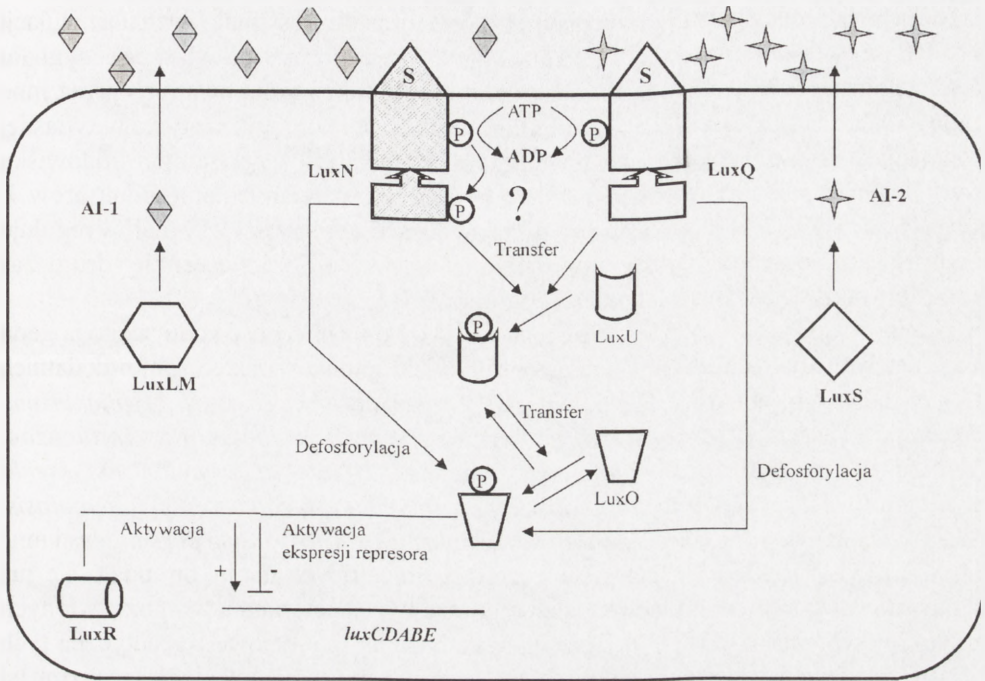 S
S
P
ATP
P
ADP
LuxN
LuxQ
AI-1
P
?
AI-2
Transfer
P
LuxU
LuxLM
LuxS
Transfer
Defosforylacja
P
LuxO
Defosforylacja
Aktywacja
Aktywacja
ekspresji represora
+
-
LuxR
luxCDABE